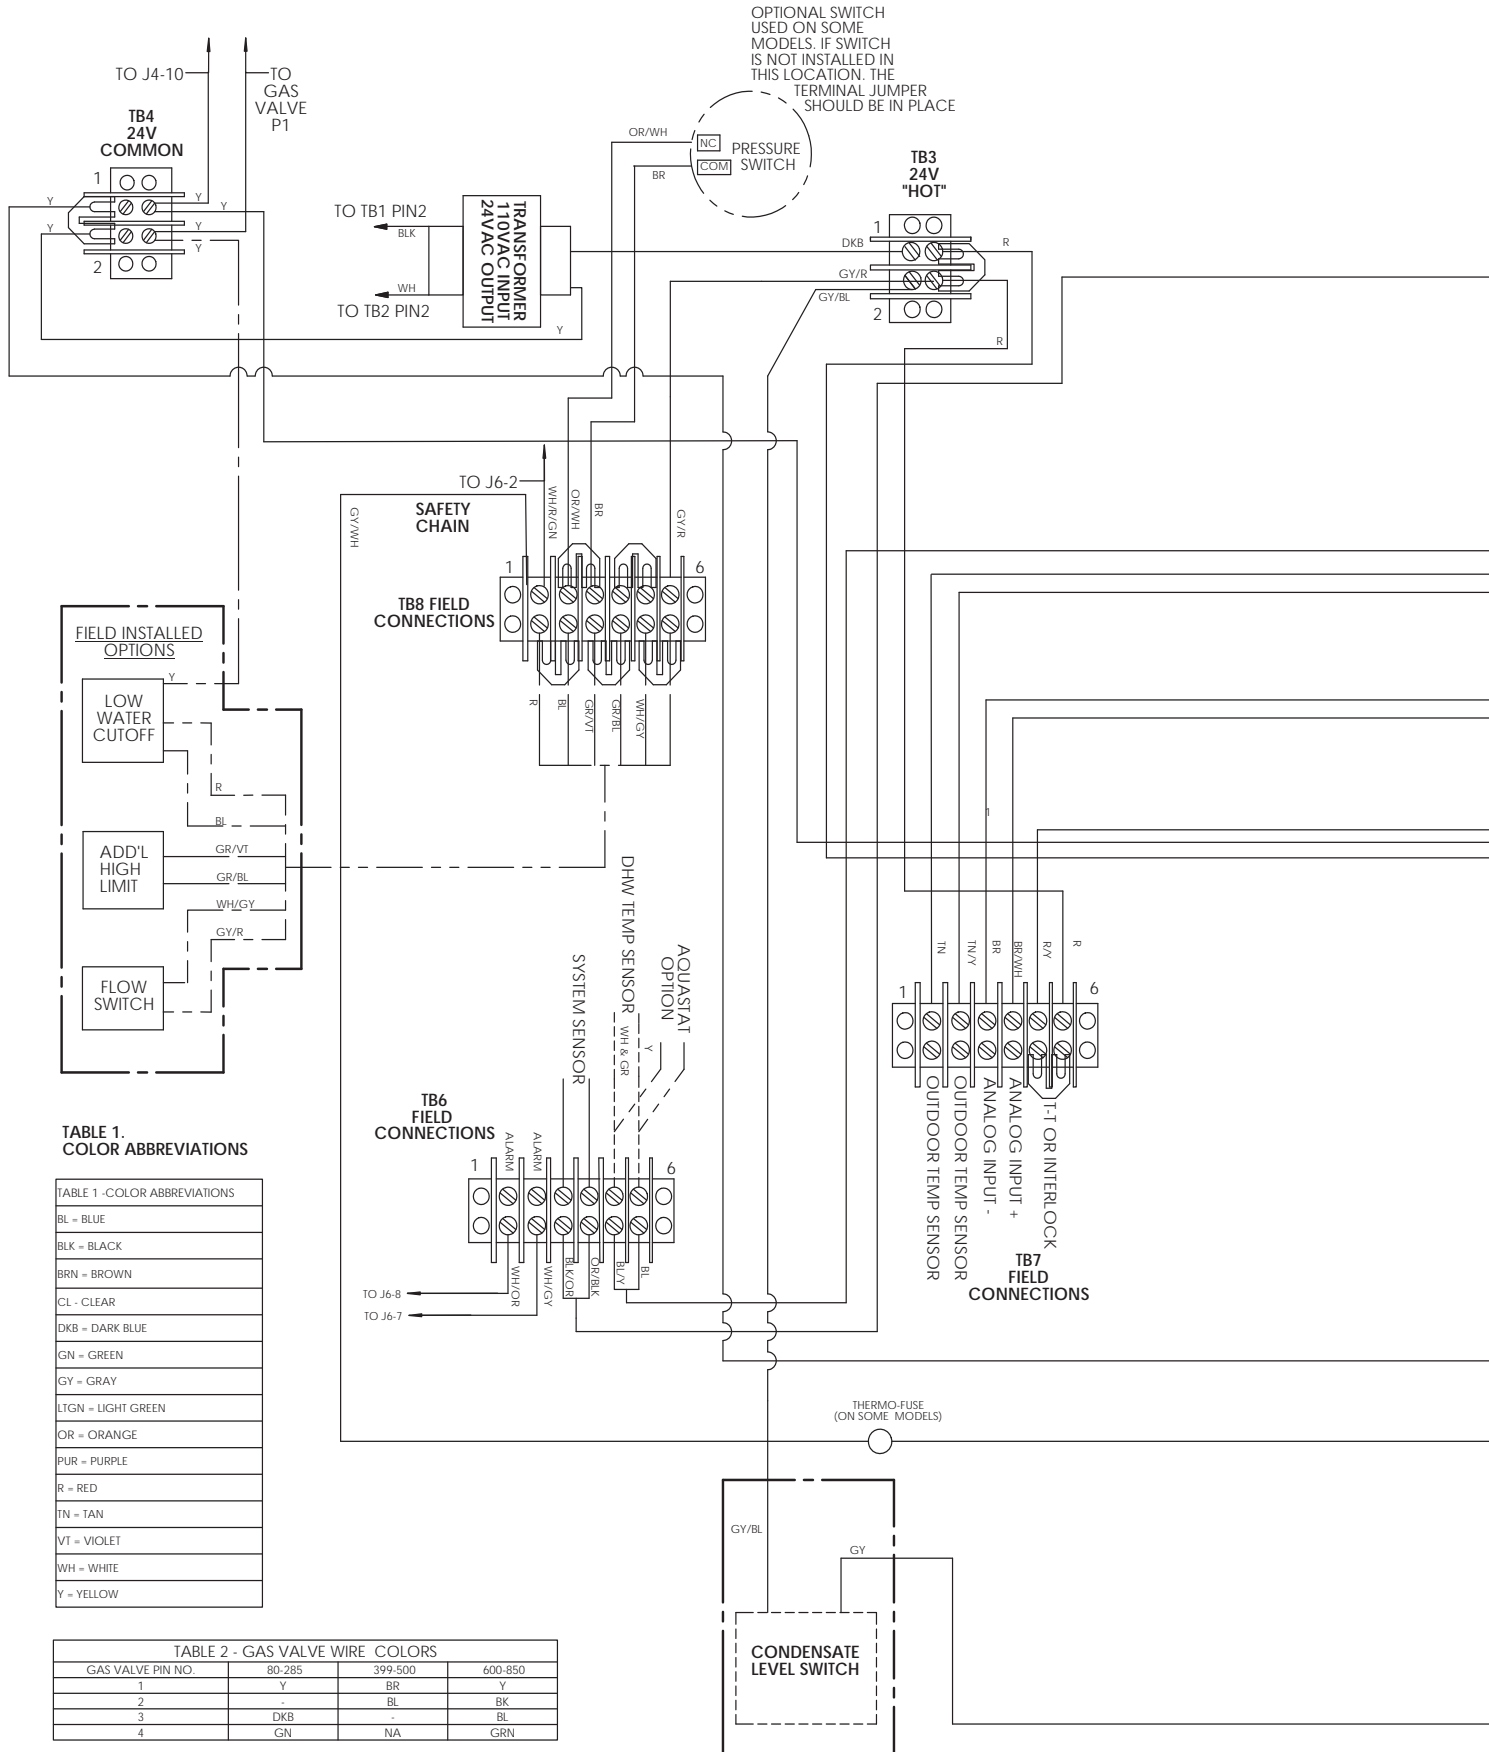 OPTIONAL SWITCH
USED ON SOME
MODELS. IF SWITCH
IS NOT INSTALLED IN
THIS LOCATION. THE
TERMINAL JUMPER
SHOULD BE IN PLACE
TO J4-10
TO
GAS
VALVE
P1
TB4
24V
COMMON
1
2
Y
Y
Y
Y
Y
Y
TO TB1 PIN2
BLK
WH
TO TB2 PIN2
TRANSFORMER
110VAC INPUT
24VAC OUTPUT
Y
OR/WH
BR
NC
COM
PRESSURE
SWITCH
TB3
24V
"HOT"
1
2
DKB
GY/R
GY/BL
R
R
TO J6-2
SAFETY
CHAIN
GY/WH
WH/R/GN
OR/WH
BR
GY/R
1
6
TB8 FIELD
CONNECTIONS
R
BL
GR/VT
GR/BL
WH/GY
FIELD INSTALLED
OPTIONS
Y
LOW
WATER
CUTOFF
R
BL
ADD'L
HIGH
LIMIT
GR/VT
GR/BL
WH/GY
GY/R
FLOW
SWITCH
SYSTEM SENSOR
DHW TEMP SENSOR
WH & GR
Y
AQUASTAT
OPTION
TB6
FIELD
CONNECTIONS
1
6
ALARM
ALARM
WH/OR
WH/GY
BLK/OR
OR/BLK
BL/Y
BL
TO J6-8
TO J6-7
1
TN
TN/Y
BR
BR/WH
R/Y
R
1
6
OUTDOOR TEMP SENSOR
OUTDOOR TEMP SENSOR
ANALOG INPUT -
ANALOG INPUT +
T-T OR INTERLOCK
TB7
FIELD
CONNECTIONS
THERMO-FUSE
(ON SOME MODELS)
GY/BL
GY
CONDENSATE
LEVEL SWITCH
TABLE 1.
COLOR ABBREVIATIONS
TABLE 1 -COLOR ABBREVIATIONS
BL = BLUE
BLK = BLACK
BRN = BROWN
CL - CLEAR
DKB = DARK BLUE
GN = GREEN
GY = GRAY
LTGN = LIGHT GREEN
OR = ORANGE
PUR = PURPLE
R = RED
TN = TAN
VT = VIOLET
WH = WHITE
Y = YELLOW
TABLE 2 - GAS VALVE WIRE COLORS
GAS VALVE PIN NO. 80-285 399-500 600-850
1 Y BR Y
2 - BL BK
3 DKB - BL
4 GN NA GRN